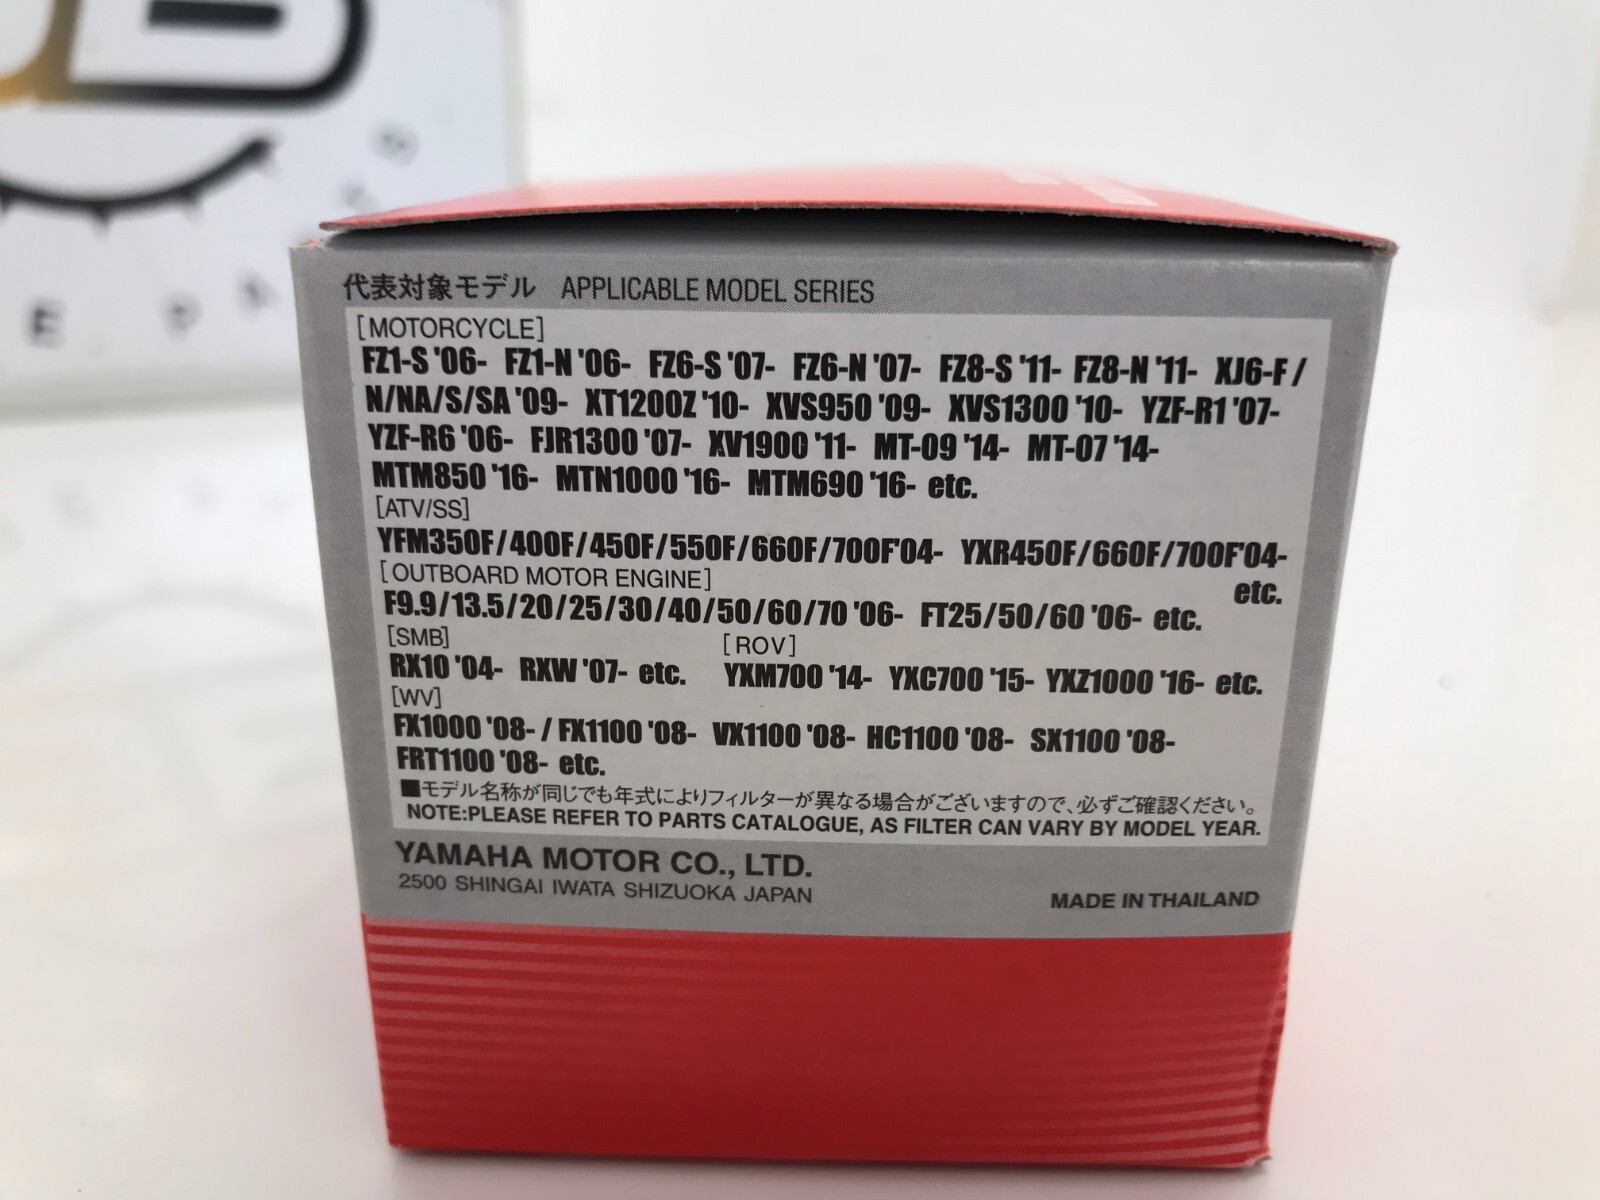 代表対象モデル APPLICABLE MODEL SERIES
[MOTORCYCLE]
FZ1-S '06- FZ1-N '06- FZ6-S '07- FZ6-N '07- FZ8-S '11- FZ8-N '11- XJ6-F /
N/NA/S/SA '09- XT1200Z '10- XVS950 '09- XVS1300 '10- YZF-R1 '07-
YZF-R6 '06- FJR1300 '07- XV1900 '11- MT-09 '14- MT-07 '14-
MTM850 '16- MTN1000 '16- MTM690 '16- etc.
[ATV/SS]
YFM350F/400F/450F/550F/660F/700F'04- YXR450F/660F/700F'04-
etc.
[OUTBOARD MOTOR ENGINE]
F9.9/13.5/20/25/30/40/50/60/70 '06- FT25/50/60 '06- etc.
[SMB] [ROV]
RX10 '04- RXW '07- etc. YXM700 '14- YXC700 '15- YXZ1000 '16- etc.
[WV]
FX1000 '08- / FX1100 '08- VX1100 '08- HC1100 '08- SX1100 '08-
FRT1100 '08- etc.
■モデル名称が同じでも年式によりフィルターが異なる場合がございますので、必ずご確認ください。
NOTE:PLEASE REFER TO PARTS CATALOGUE, AS FILTER CAN VARY BY MODEL YEAR.
YAMAHA MOTOR CO., LTD.
2500 SHINGAI IWATA SHIZUOKA JAPAN
MADE IN THAILAND